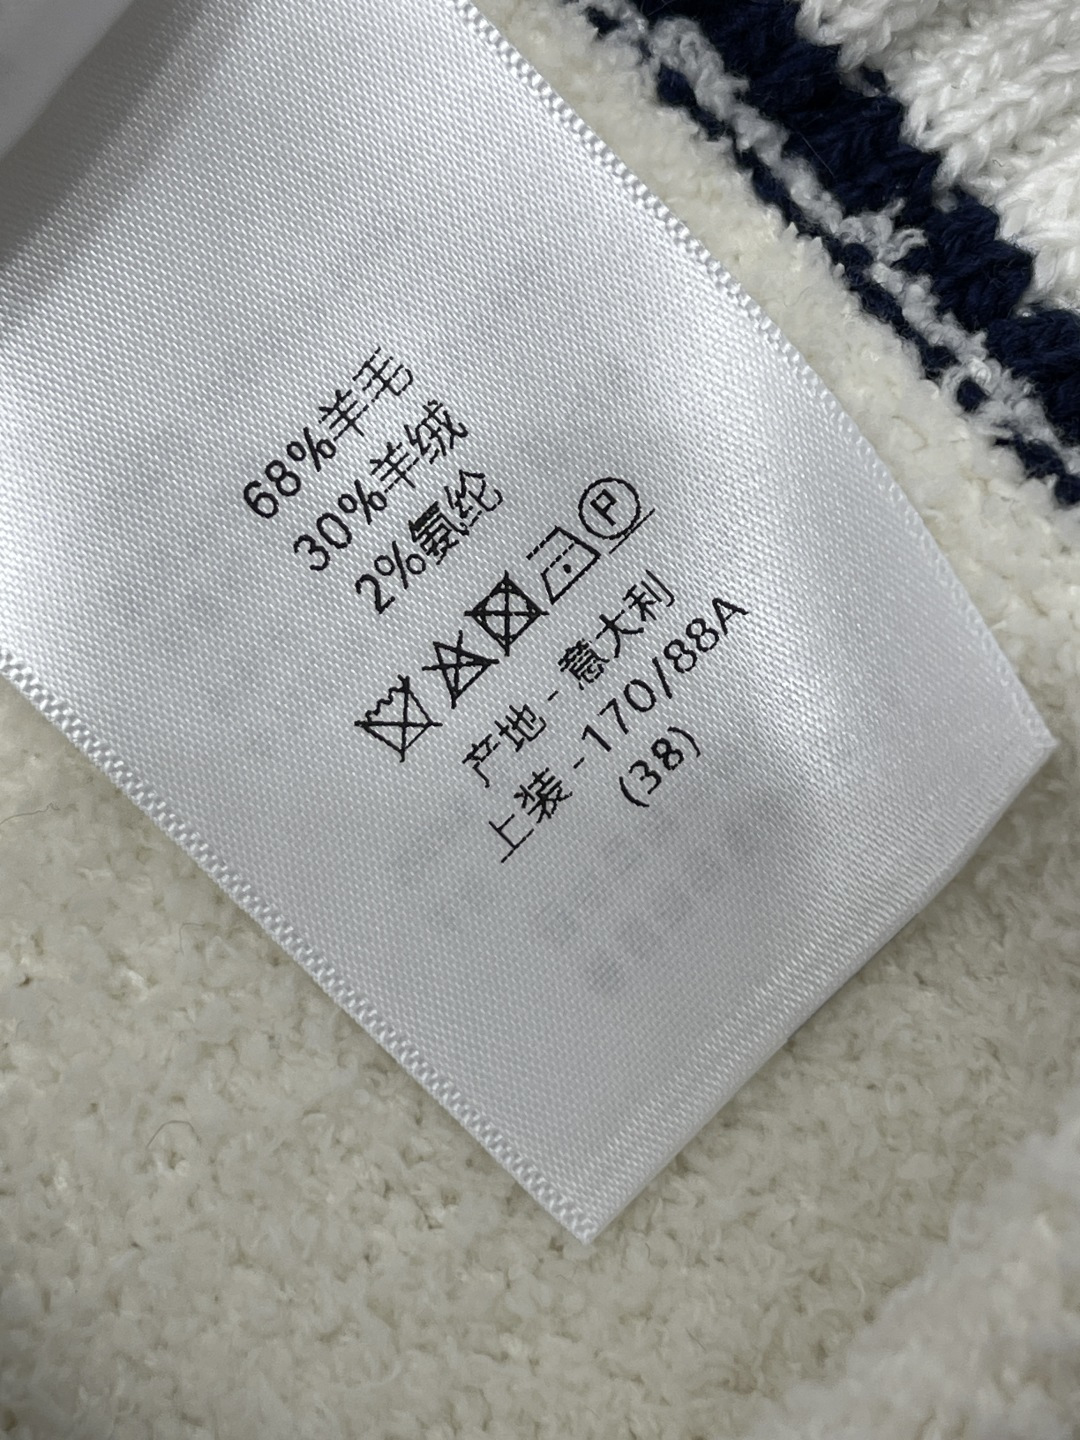 68%羊毛
30%羊绒
2%氨纶
P
产地 - 意大利
上装 - 170/88A
(38)